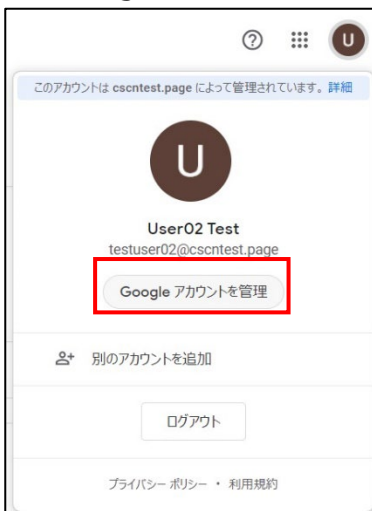 U
このアカウントは cscntest.page によって管理されています。詳細
U
User02 Test
testuser02@cscntest.page
Google アカウントを管理
別のアカウントを追加
ログアウト
プライバシー ポリシー ・ 利用規約